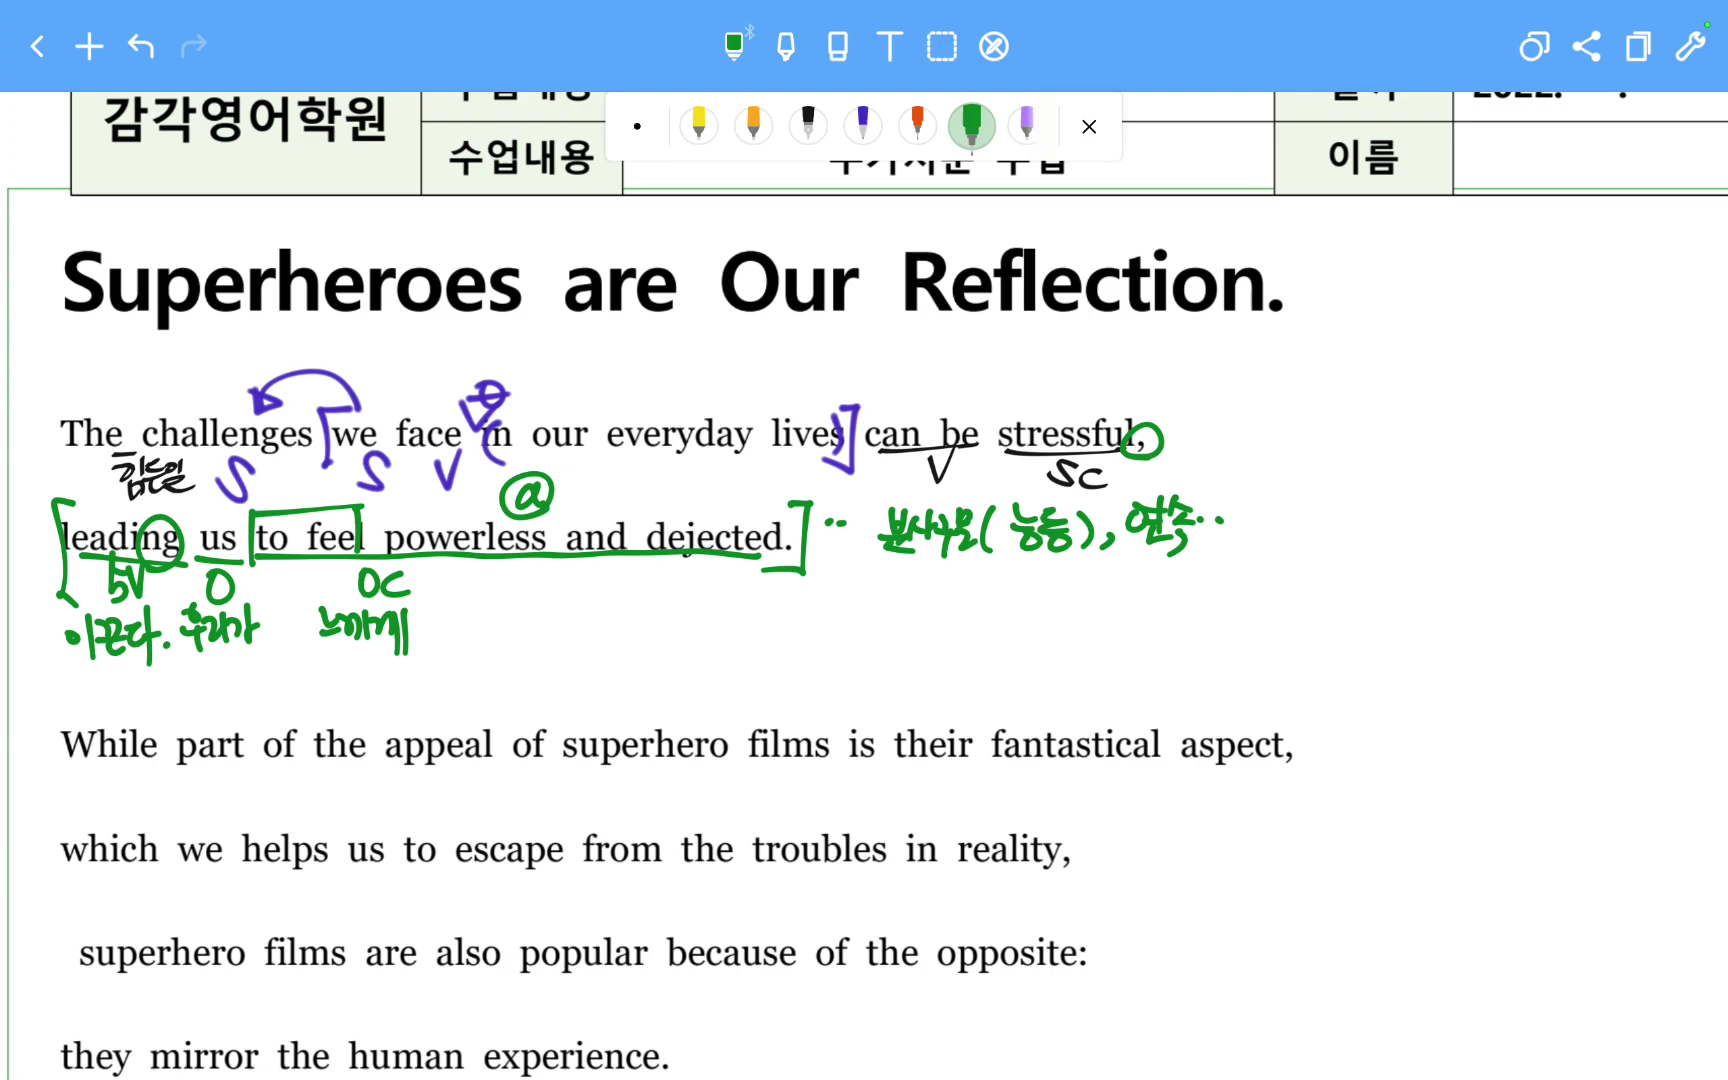 감각영어학원
수업내용
이름
Superheroes are Our Reflection.
The challenges we face in our everyday lives can be stressful,
힘든일 S S V V SC
leading us to feel powerless and dejected. 분사구문(능동), 연속
5V O OC
이끈다. 우리가 느끼게
While part of the appeal of superhero films is their fantastical aspect,
which we helps us to escape from the troubles in reality,
superhero films are also popular because of the opposite:
they mirror the human experience.